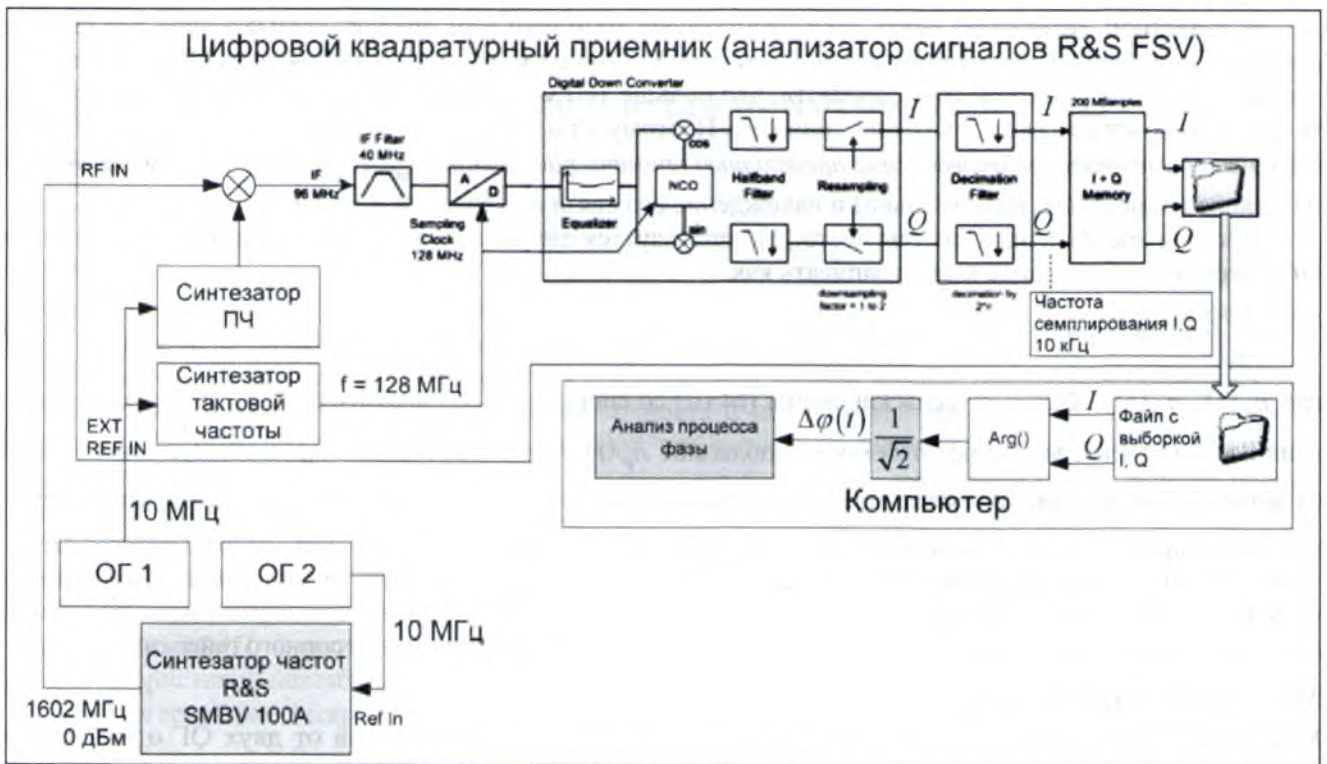 Цифровой квадратурный приемник (анализатор сигналов R&S FSV)
Digital Down Converter
RF IN
IF
96 MHz
IF Filter
40 MHz
A
D
Sampling
Clock
128 MHz
Equalizer
NCO
cos
sin
Halfband
Filter
Resampling
downsampling
factor = 1 to 2
I
Q
Decimation
Filter
decimation by
I
Q
200 MSamples
I + Q
Memory
I
Q
Частота
семплирования I,Q
10 кГц
Синтезатор
ПЧ
Синтезатор
тактовой
частоты
f = 128 МГц
EXT
REF IN
10 МГц
ОГ 1
ОГ 2
10 МГц
Синтезатор частот
R&S
SMBV 100A
Ref In
1602 МГц
0 дБм
Анализ процесса
фазы
Δφ(t)
1
√2
Arg()
I
Q
Файл с
выборкой
I, Q
Компьютер